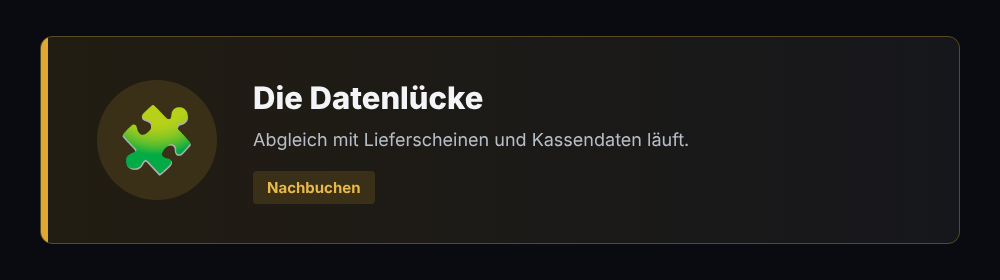 Die Datenlücke
Abgleich mit Lieferscheinen und Kassendaten läuft.
Nachbuchen